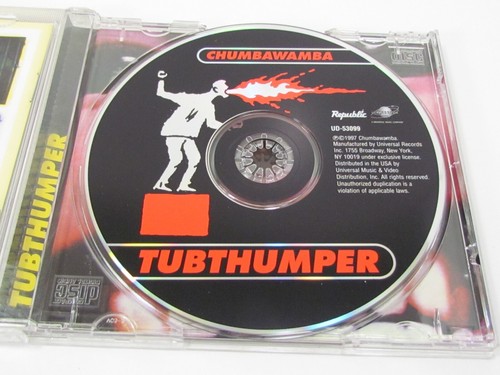 CHUMBAWAMBA
Republic
UD-53099
℗©1997 Chumbawamba.
Manufactured by Universal Records
Inc. 1755 Broadway, New York,
NY 10019 under exclusive license.
Distributed in the USA by
Universal Music & Video
Distribution, Inc. All rights reserved.
Unauthorized duplication is a
violation of applicable laws.
TUBTHUMPER
TUBTHUMPER